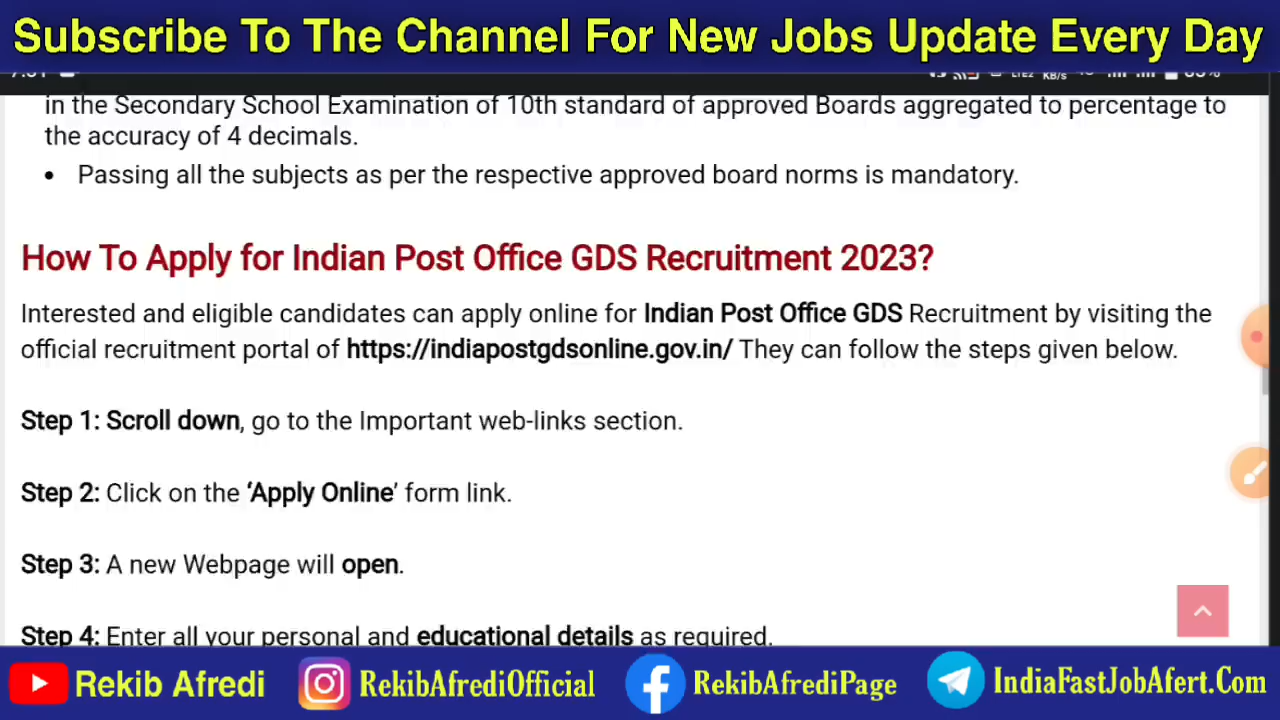 Subscribe To The Channel For New Jobs Update Every Day
in the Secondary School Examination of 10th standard of approved Boards aggregated to percentage to
the accuracy of 4 decimals.
• Passing all the subjects as per the respective approved board norms is mandatory.
How To Apply for Indian Post Office GDS Recruitment 2023?
Interested and eligible candidates can apply online for Indian Post Office GDS Recruitment by visiting the
official recruitment portal of https://indiapostgdsonline.gov.in/ They can follow the steps given below.
Step 1: Scroll down, go to the Important web-links section.
Step 2: Click on the ‘Apply Online’ form link.
Step 3: A new Webpage will open.
Step 4: Enter all your personal and educational details as required.
Rekib Afredi RekibAfrediOfficial RekibAfrediPage IndiaFastJobAfert.Com